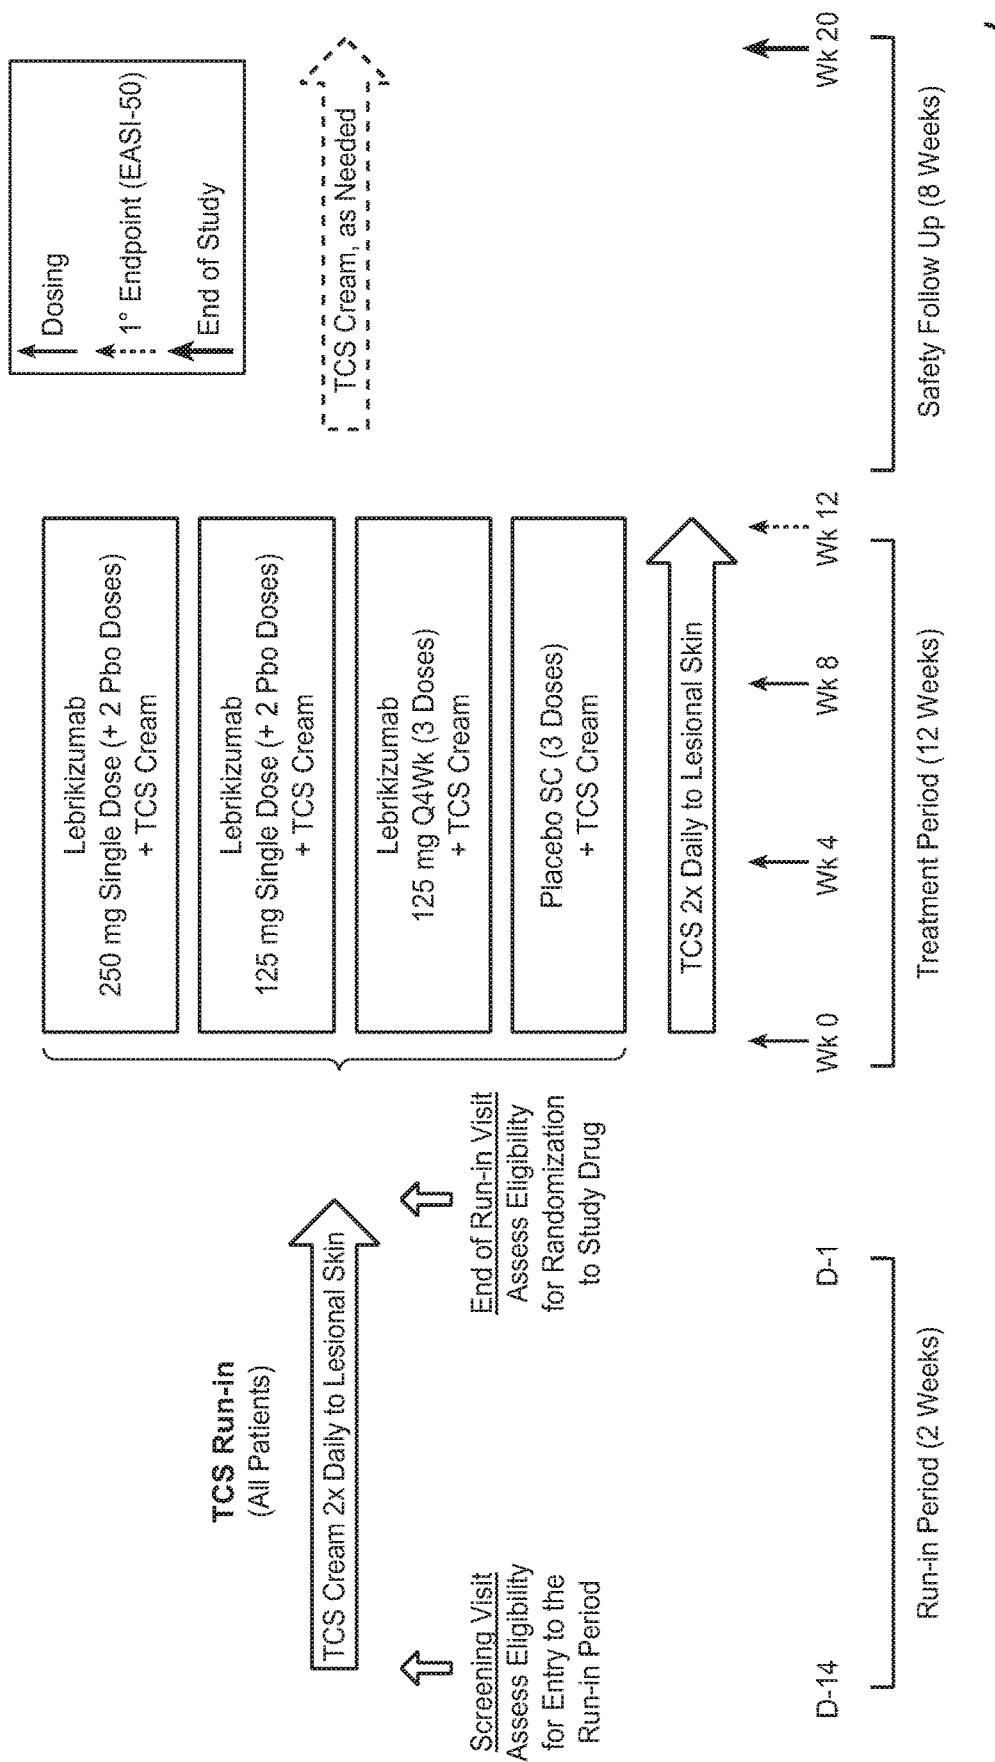 TCS Run-in
(All Patients)
TCS Cream 2x Daily to Lesional Skin
Screening Visit
Assess Eligibility
for Entry to the
Run-in Period
End of Run-in Visit
Assess Eligibility
for Randomization
to Study Drug
D-14
D-1
Run-in Period (2 Weeks)
Lebrikizumab
250 mg Single Dose (+ 2 Pbo Doses)
+ TCS Cream
Lebrikizumab
125 mg Single Dose (+ 2 Pbo Doses)
+ TCS Cream
Lebrikizumab
125 mg Q4Wk (3 Doses)
+ TCS Cream
Placebo SC (3 Doses)
+ TCS Cream
TCS 2x Daily to Lesional Skin
Wk 0
Wk 4
Wk 8
Wk 12
Treatment Period (12 Weeks)
Dosing
1° Endpoint (EASI-50)
End of Study
TCS Cream, as Needed
Wk 20
Safety Follow Up (8 Weeks)